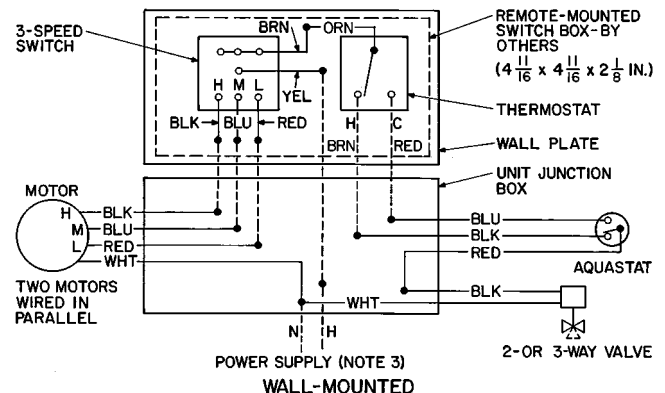 3-SPEED
SWITCH
BRN
ORN
REMOTE-MOUNTED
SWITCH BOX-BY
OTHERS
(4 11/16 x 4 11/16 x 2 1/8 IN.)
H M L
YEL
THERMOSTAT
BLK BLU RED
H C
BRN RED
WALL PLATE
UNIT JUNCTION
BOX
MOTOR
H BLK
M BLU
L RED
WHT
BLU
BLK
RED
AQUASTAT
TWO MOTORS
WIRED IN
PARALLEL
WHT
BLK
N H
2-OR 3-WAY VALVE
POWER SUPPLY (NOTE 3)
WALL-MOUNTED